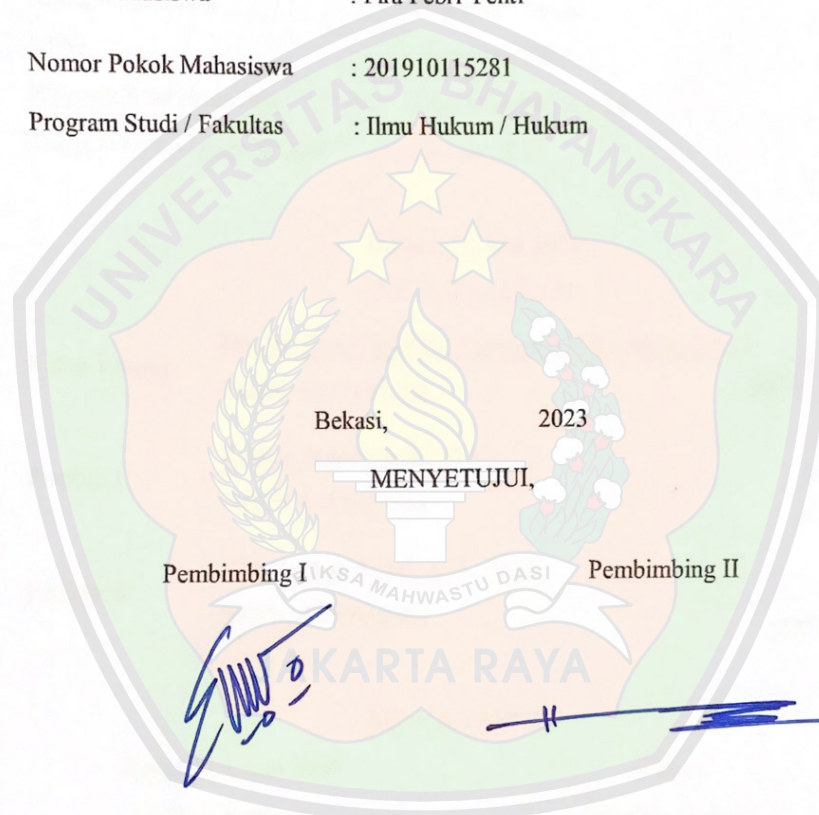 Nomor Pokok Mahasiswa : 201910115281
Program Studi / Fakultas : Ilmu Hukum / Hukum
UNIVERSITAS BHAYANGKARA
Bekasi, 2023
MENYETUJUI,
Pembimbing I Pembimbing II
DIKSA MAHWASTU DASI
JAKARTA RAYA